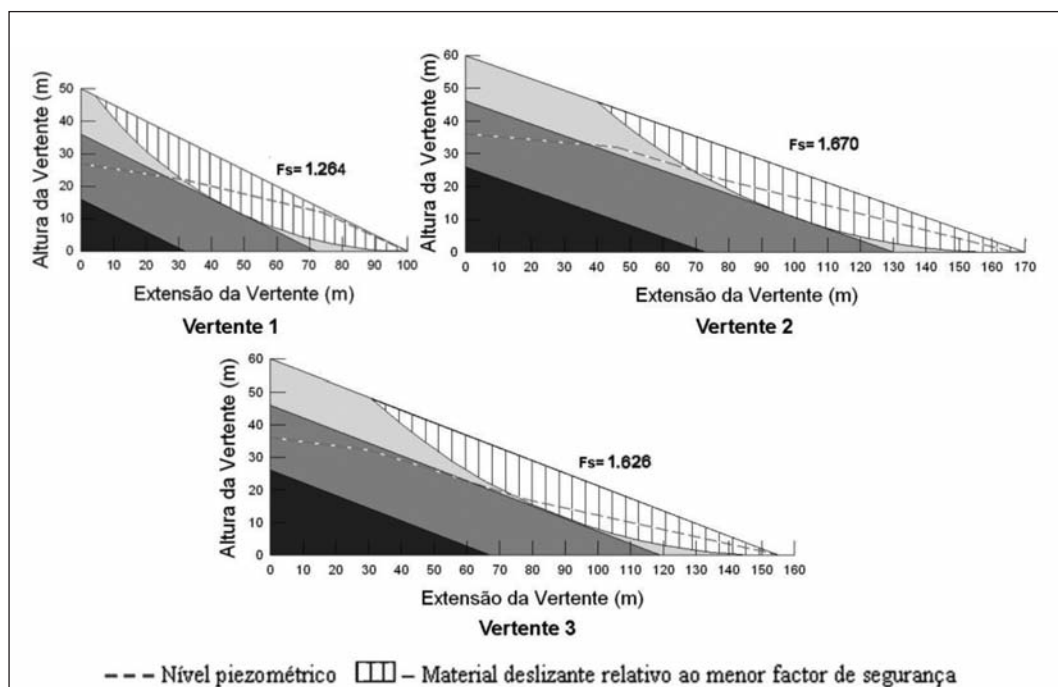 Altura da Vertente (m)
50
40
30
20
10
0
Fs= 1.264
0 10 20 30 40 50 60 70 80 90 100
Extensão da Vertente (m)
Vertente 1
Altura da Vertente (m)
60
50
40
30
20
10
0
Fs= 1.670
0 10 20 30 40 50 60 70 80 90 100 110 120 130 140 150 160 170
Extensão da Vertente (m)
Vertente 2
Altura da Vertente (m)
60
50
40
30
20
10
0
Fs= 1.626
0 10 20 30 40 50 60 70 80 90 100 110 120 130 140 150 160
Extensão da Vertente (m)
Vertente 3
– Nível piezométrico – Material deslizante relativo ao menor factor de segurança